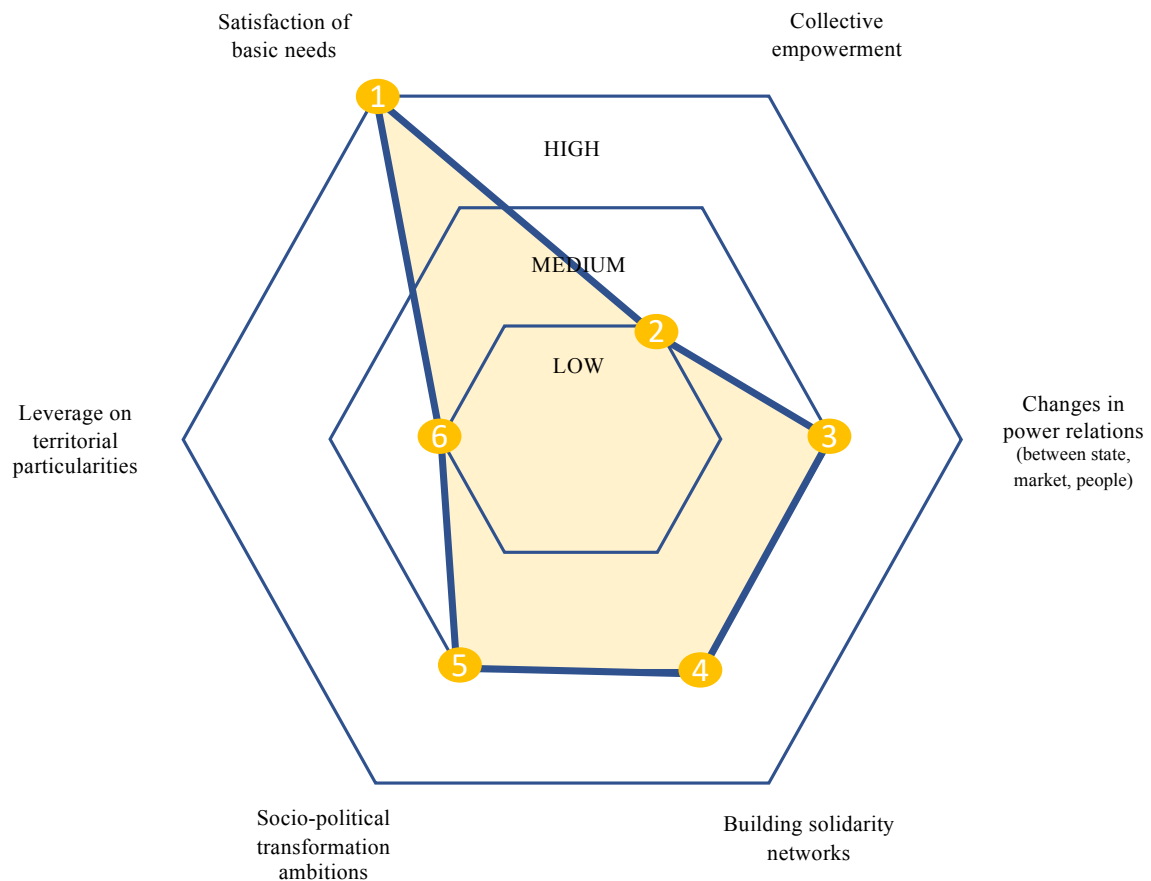 Satisfaction of
basic needs
Collective
empowerment
1
HIGH
MEDIUM
2
LOW
Leverage on
territorial
particularities
6
3
Changes in
power relations
(between state,
market, people)
5
4
Socio-political
transformation
ambitions
Building solidarity
networks